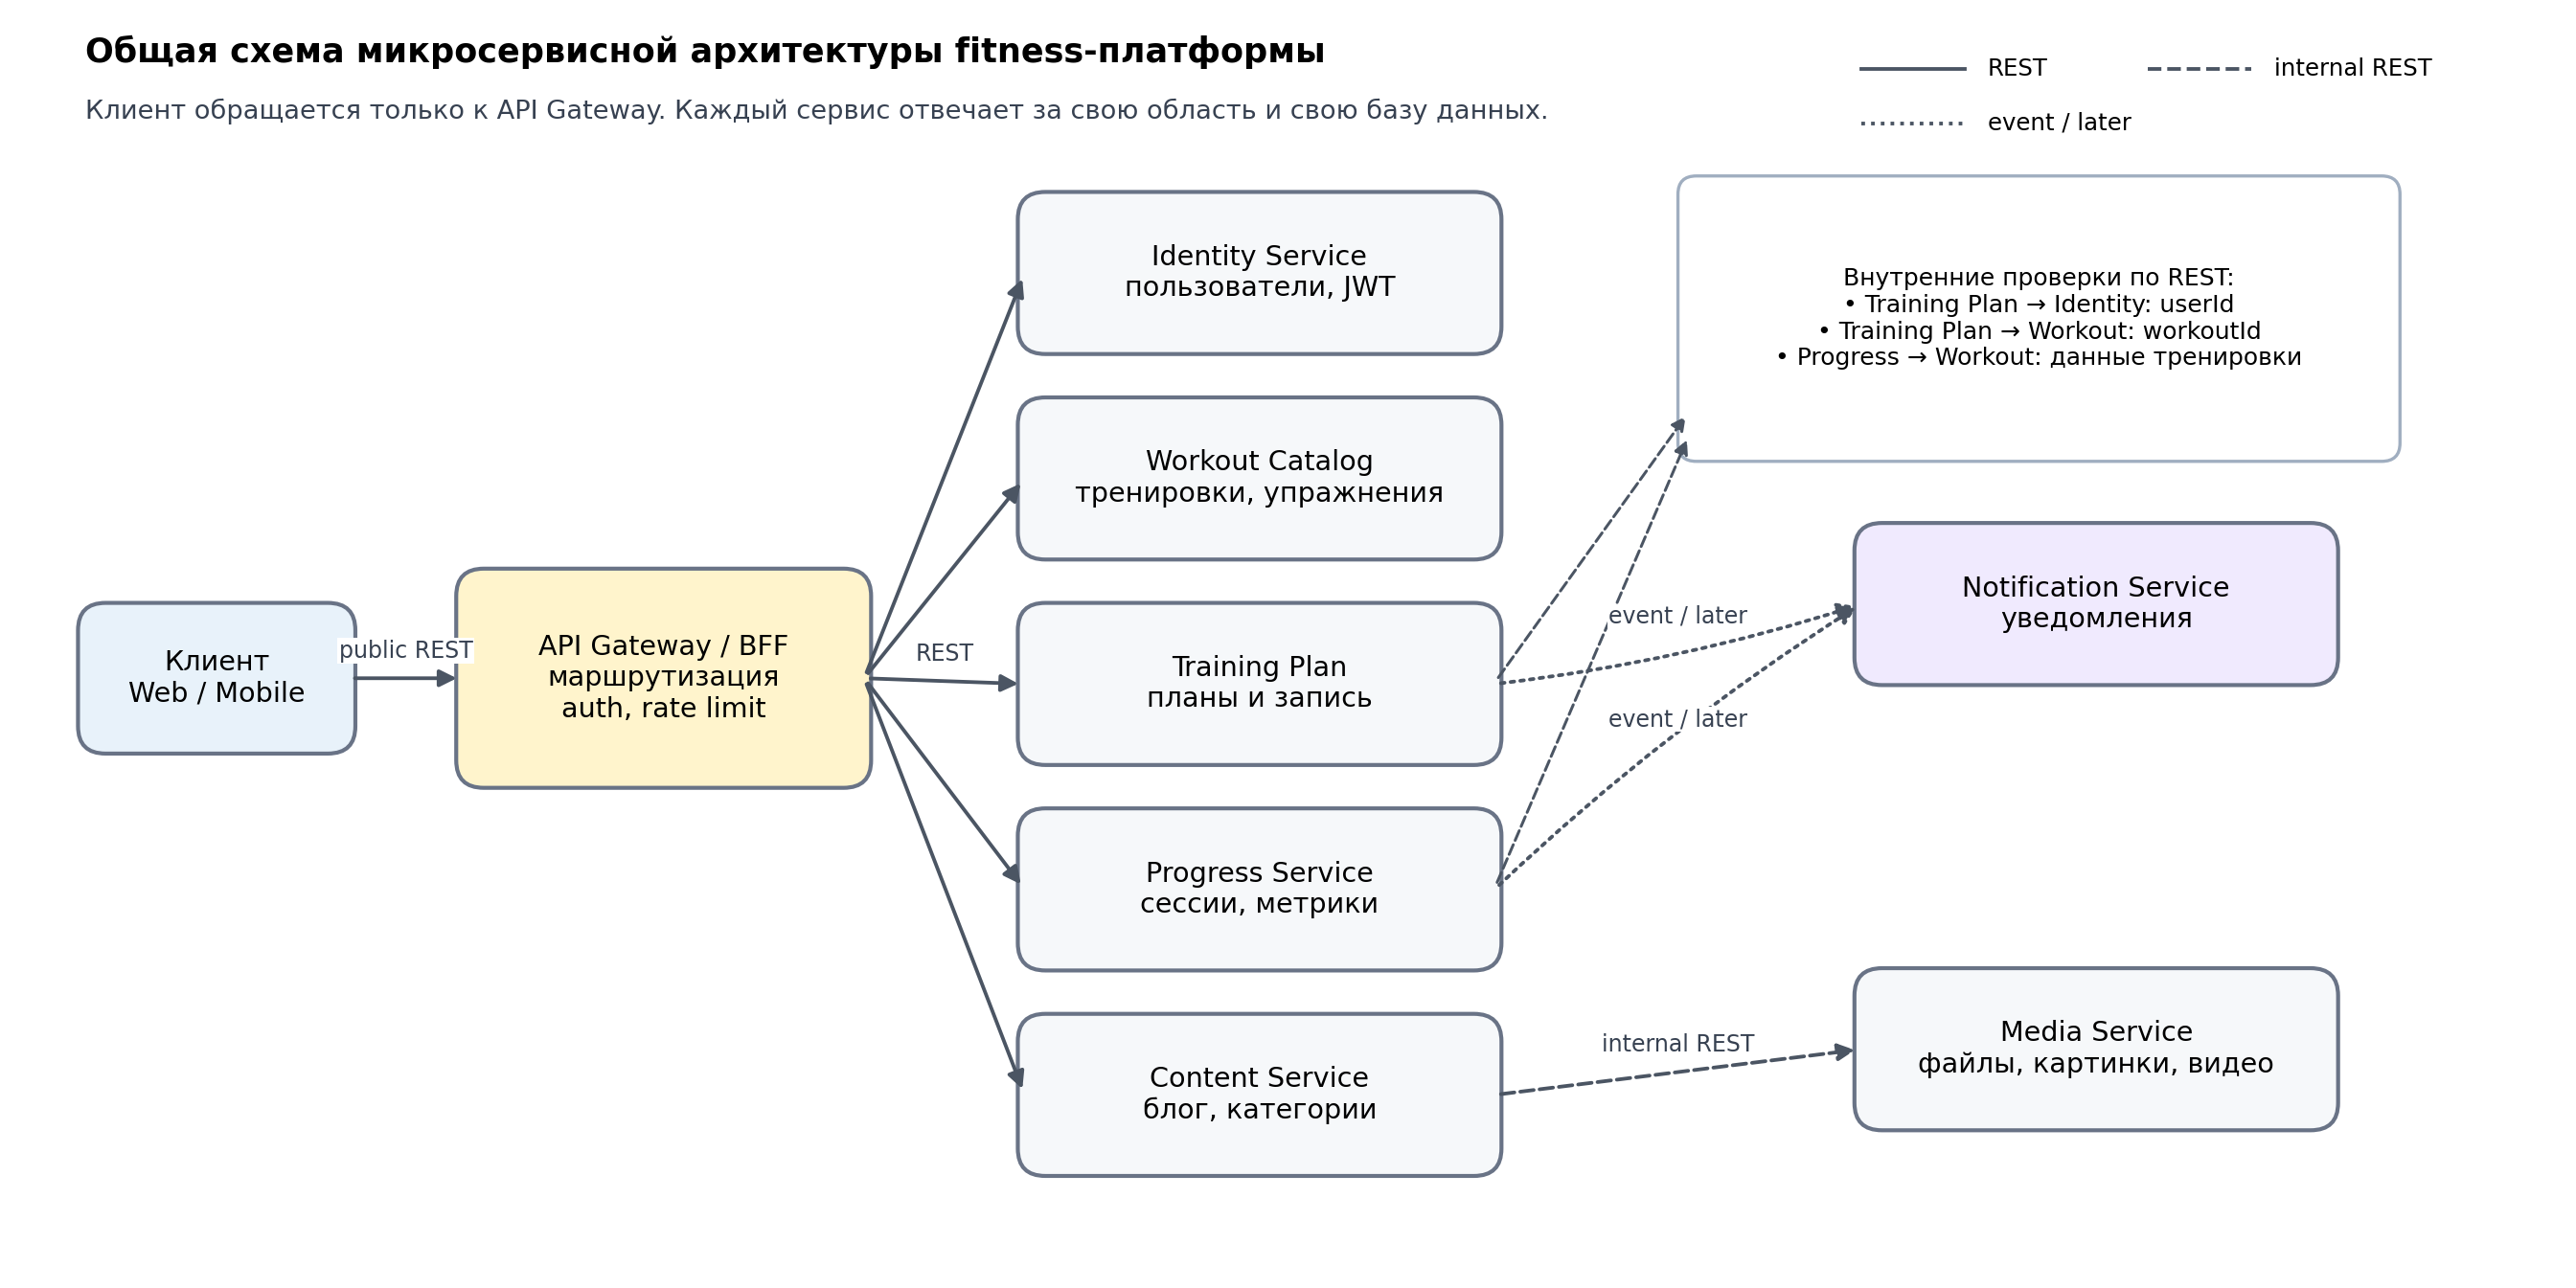 Общая схема микросервисной архитектуры fitness-платформы
Клиент обращается только к API Gateway. Каждый сервис отвечает за свою область и свою базу данных.
REST
internal REST
event / later
Клиент
Web / Mobile
public REST
API Gateway / BFF
маршрутизация
auth, rate limit
REST
Identity Service
пользователи, JWT
Workout Catalog
тренировки, упражнения
Training Plan
планы и запись
Progress Service
сессии, метрики
Content Service
блог, категории
Внутренние проверки по REST:
• Training Plan → Identity: userId
• Training Plan → Workout: workoutId
• Progress → Workout: данные тренировки
event / later
event / later
Notification Service
уведомления
internal REST
Media Service
файлы, картинки, видео